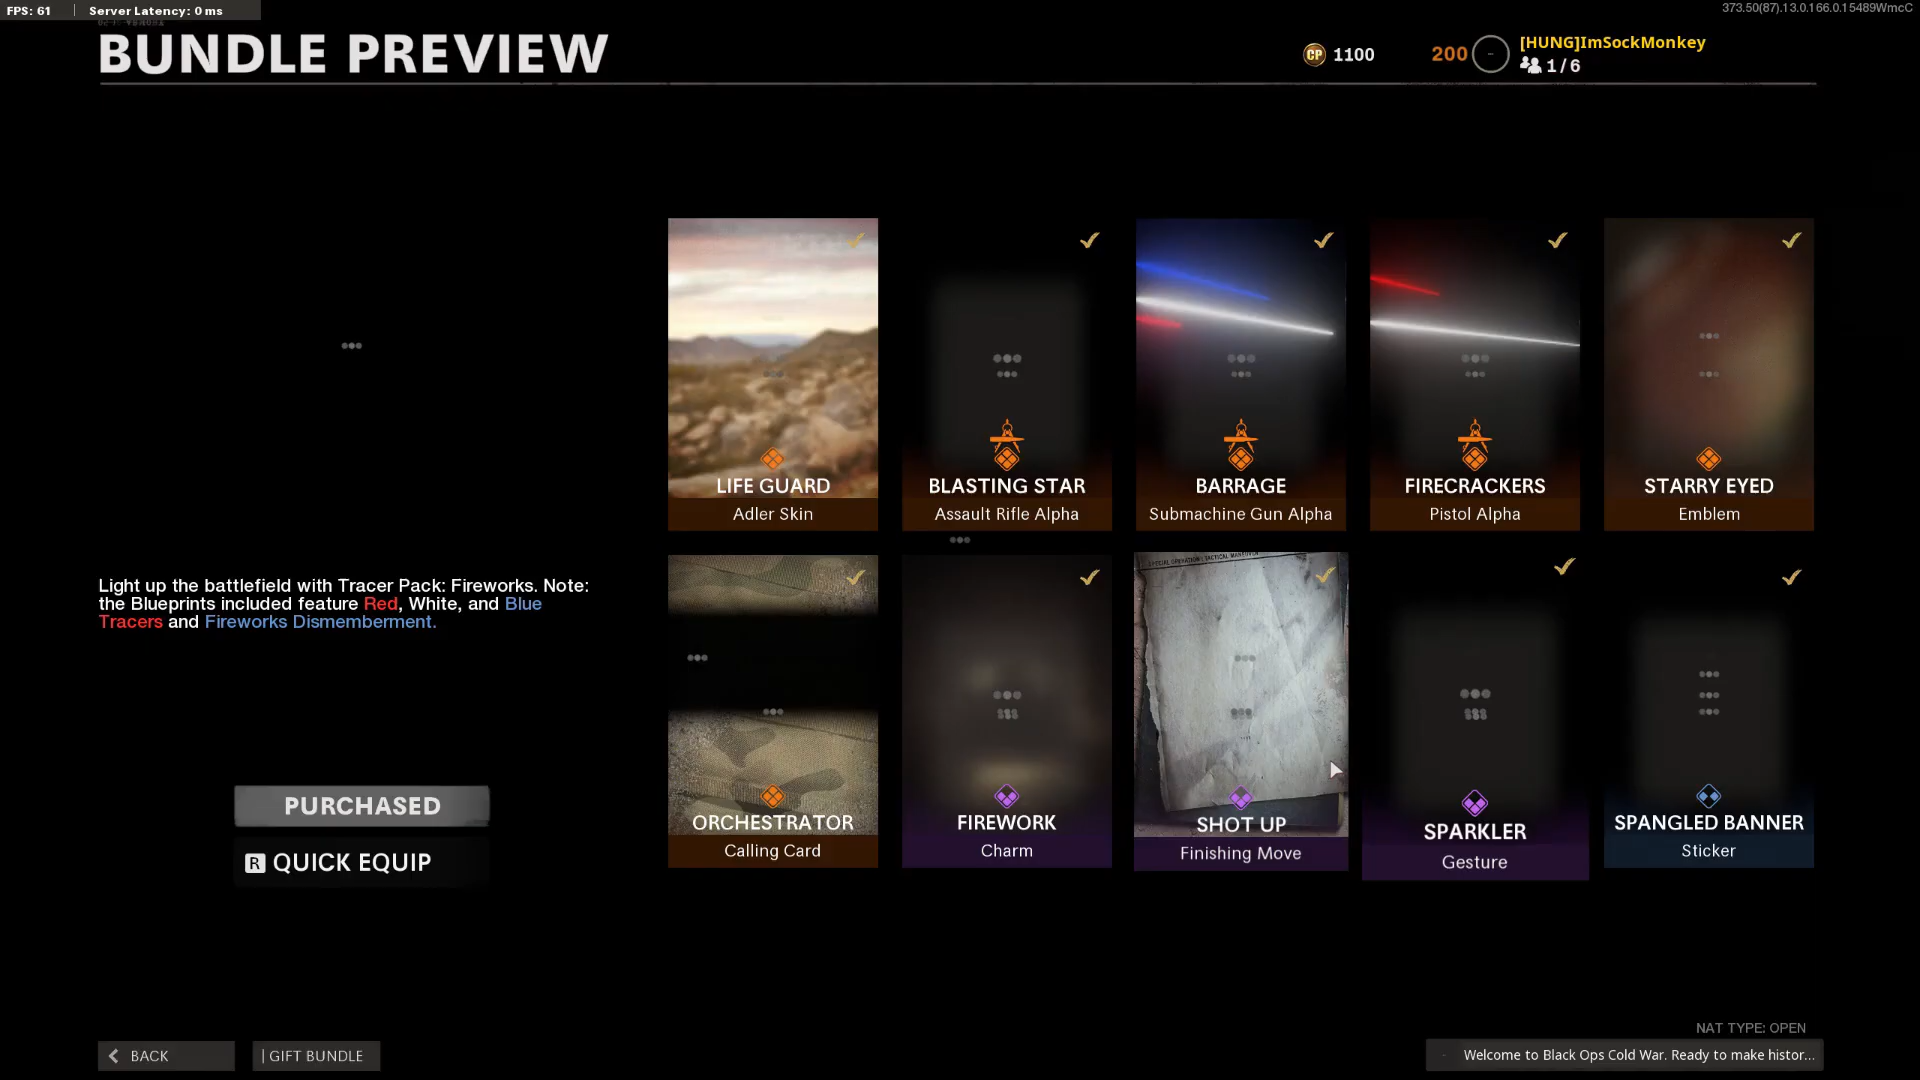 FPS: 61 | Server Latency: 0 ms
373.50(87).13.0.166.0.15489WmcC
BUNDLE PREVIEW
CP 1100
200
[HUNG]ImSockMonkey
1/6
LIFE GUARD
Adler Skin
BLASTING STAR
Assault Rifle Alpha
BARRAGE
Submachine Gun Alpha
FIRECRACKERS
Pistol Alpha
STARRY EYED
Emblem
Light up the battlefield with Tracer Pack: Fireworks. Note:
the Blueprints included feature Red, White, and Blue
Tracers and Fireworks Dismemberment.
ORCHESTRATOR
Calling Card
FIREWORK
Charm
SHOT UP
Finishing Move
SPARKLER
Gesture
SPANGLED BANNER
Sticker
PURCHASED
R QUICK EQUIP
BACK
| GIFT BUNDLE
NAT TYPE: OPEN
Welcome to Black Ops Cold War. Ready to make histor...